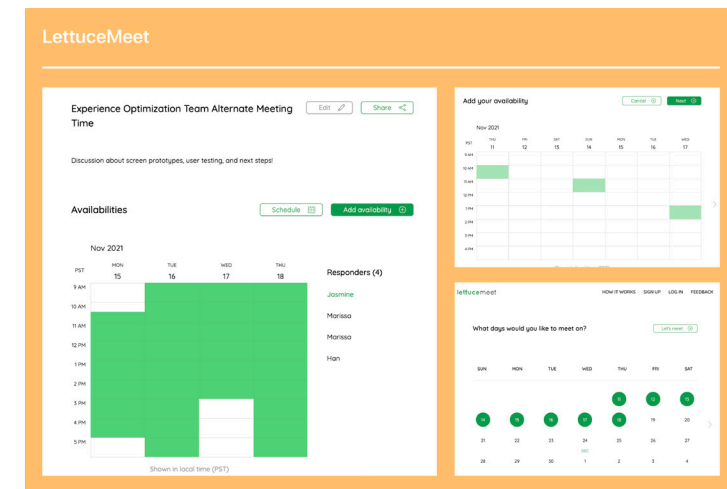 LettuceMeet
Experience Optimization Team Alternate Meeting
Time
Edit
Share
Discussion about screen prototypes, user testing, and next steps!
Availabilities
Schedule
Add availability
Nov 2021
PST
MON TUE WED THU
15 16 17 18
9 AM
10 AM
11 AM
12 PM
1 PM
2 PM
3 PM
4 PM
5 PM
Shown in local time (PST)
Responders (4)
Jasmine
Marissa
Marissa
Han
Add your availability
Cancel
Next
Nov 2021
PST
THU FRI SAT SUN MON TUE WED
11 12 13 14 15 16 17
9 AM
10 AM
11 AM
12 PM
1 PM
2 PM
3 PM
4 PM
lettucemeet
HOW IT WORKS SIGN UP LOG IN FEEDBACK
What days would you like to meet on?
Let's meet
SUN MON TUE WED THU FRI SAT
11 12 13
14 15 16 17 18 19 20
21 22 23 24 25 26 27
DEC
28 29 30 1 2 3 4